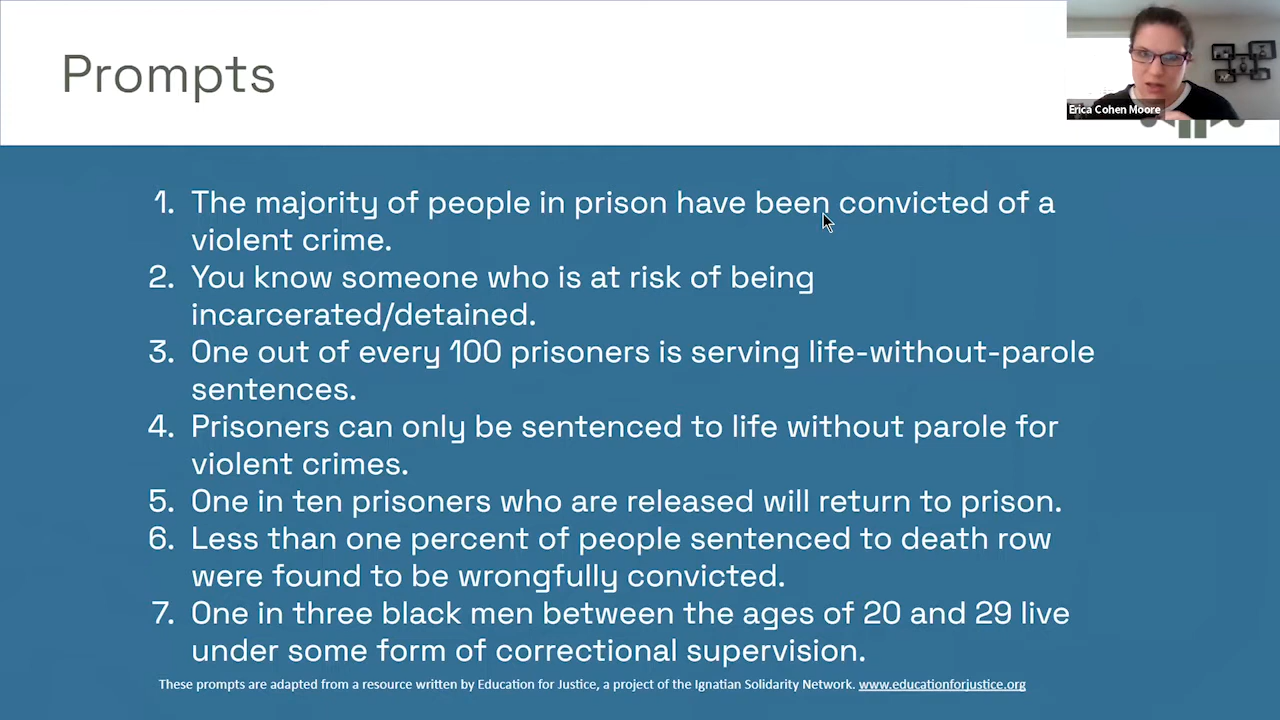 Prompts
Erica Cohen Moore
1. The majority of people in prison have been convicted of a
violent crime.
2. You know someone who is at risk of being
incarcerated/detained.
3. One out of every 100 prisoners is serving life-without-parole
sentences.
4. Prisoners can only be sentenced to life without parole for
violent crimes.
5. One in ten prisoners who are released will return to prison.
6. Less than one percent of people sentenced to death row
were found to be wrongfully convicted.
7. One in three black men between the ages of 20 and 29 live
under some form of correctional supervision.
These prompts are adapted from a resource written by Education for Justice, a project of the Ignatian Solidarity Network. www.educationforjustice.org